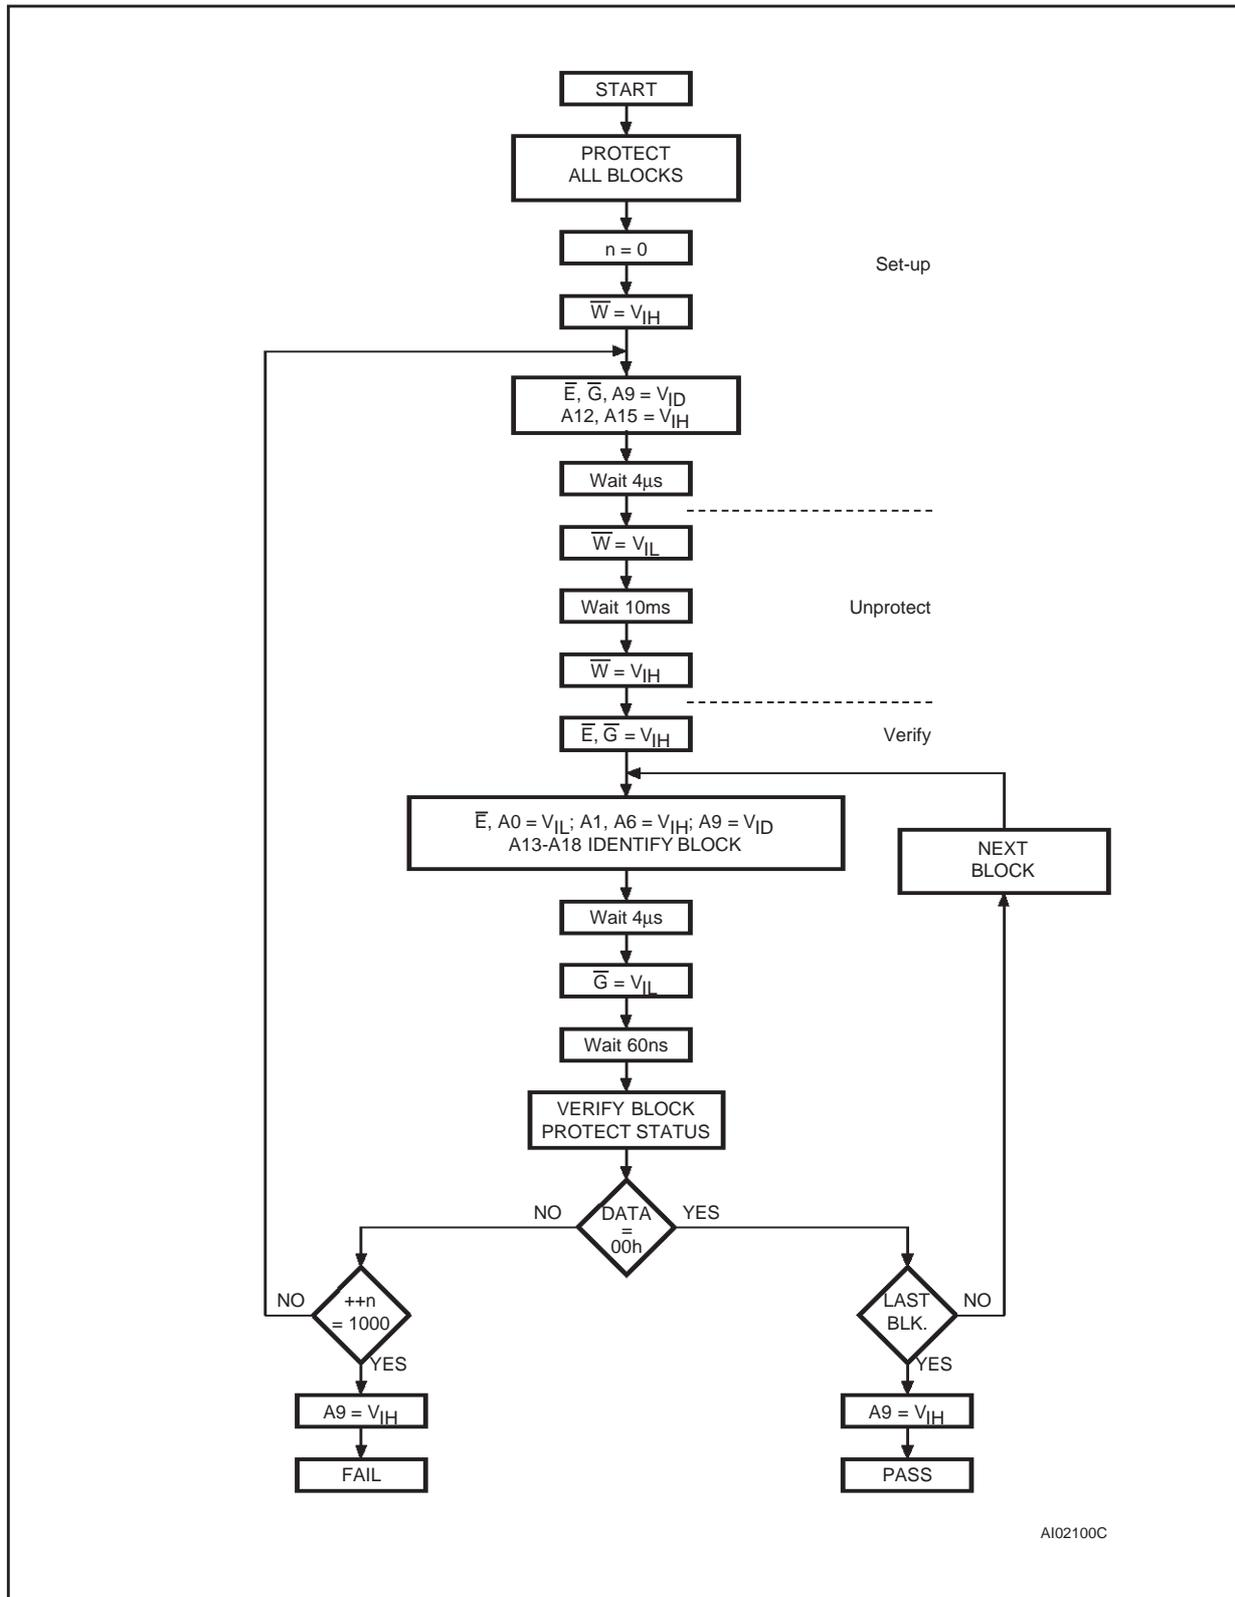 START
PROTECT
ALL BLOCKS
n = 0
Set-up
W̅ = VIH
E̅, G̅, A9 = VID
A12, A15 = VIH
Wait 4µs
W̅ = VIL
Wait 10ms
Unprotect
W̅ = VIH
E̅, G̅ = VIH
Verify
E̅, A0 = VIL; A1, A6 = VIH; A9 = VID
A13-A18 IDENTIFY BLOCK
NEXT
BLOCK
Wait 4µs
G̅ = VIL
Wait 60ns
VERIFY BLOCK
PROTECT STATUS
NO
DATA
=
00h
YES
NO
++n
= 1000
YES
LAST
BLK.
NO
YES
A9 = VIH
A9 = VIH
FAIL
PASS
AI02100C